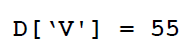 D[‘V'] = 55